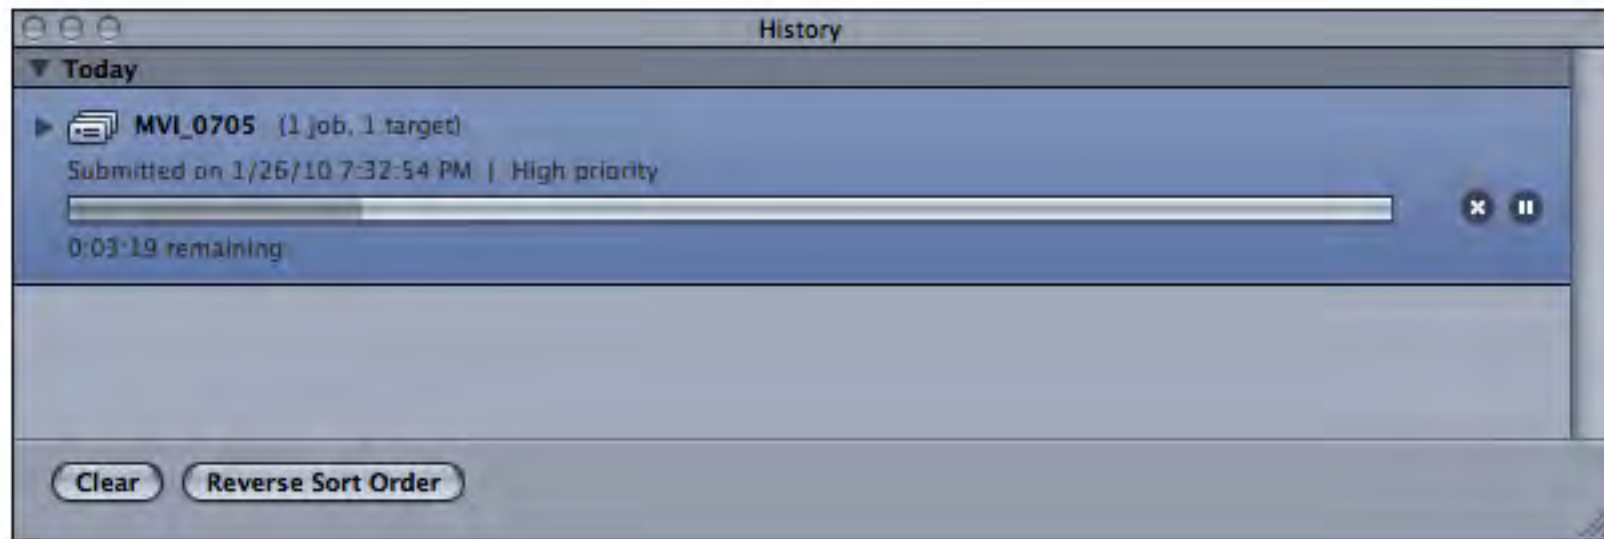 History
Today
MVI_0705 (1 job, 1 target)
Submitted on 1/26/10 7:32:54 PM | High priority
0:03:19 remaining
Clear
Reverse Sort Order